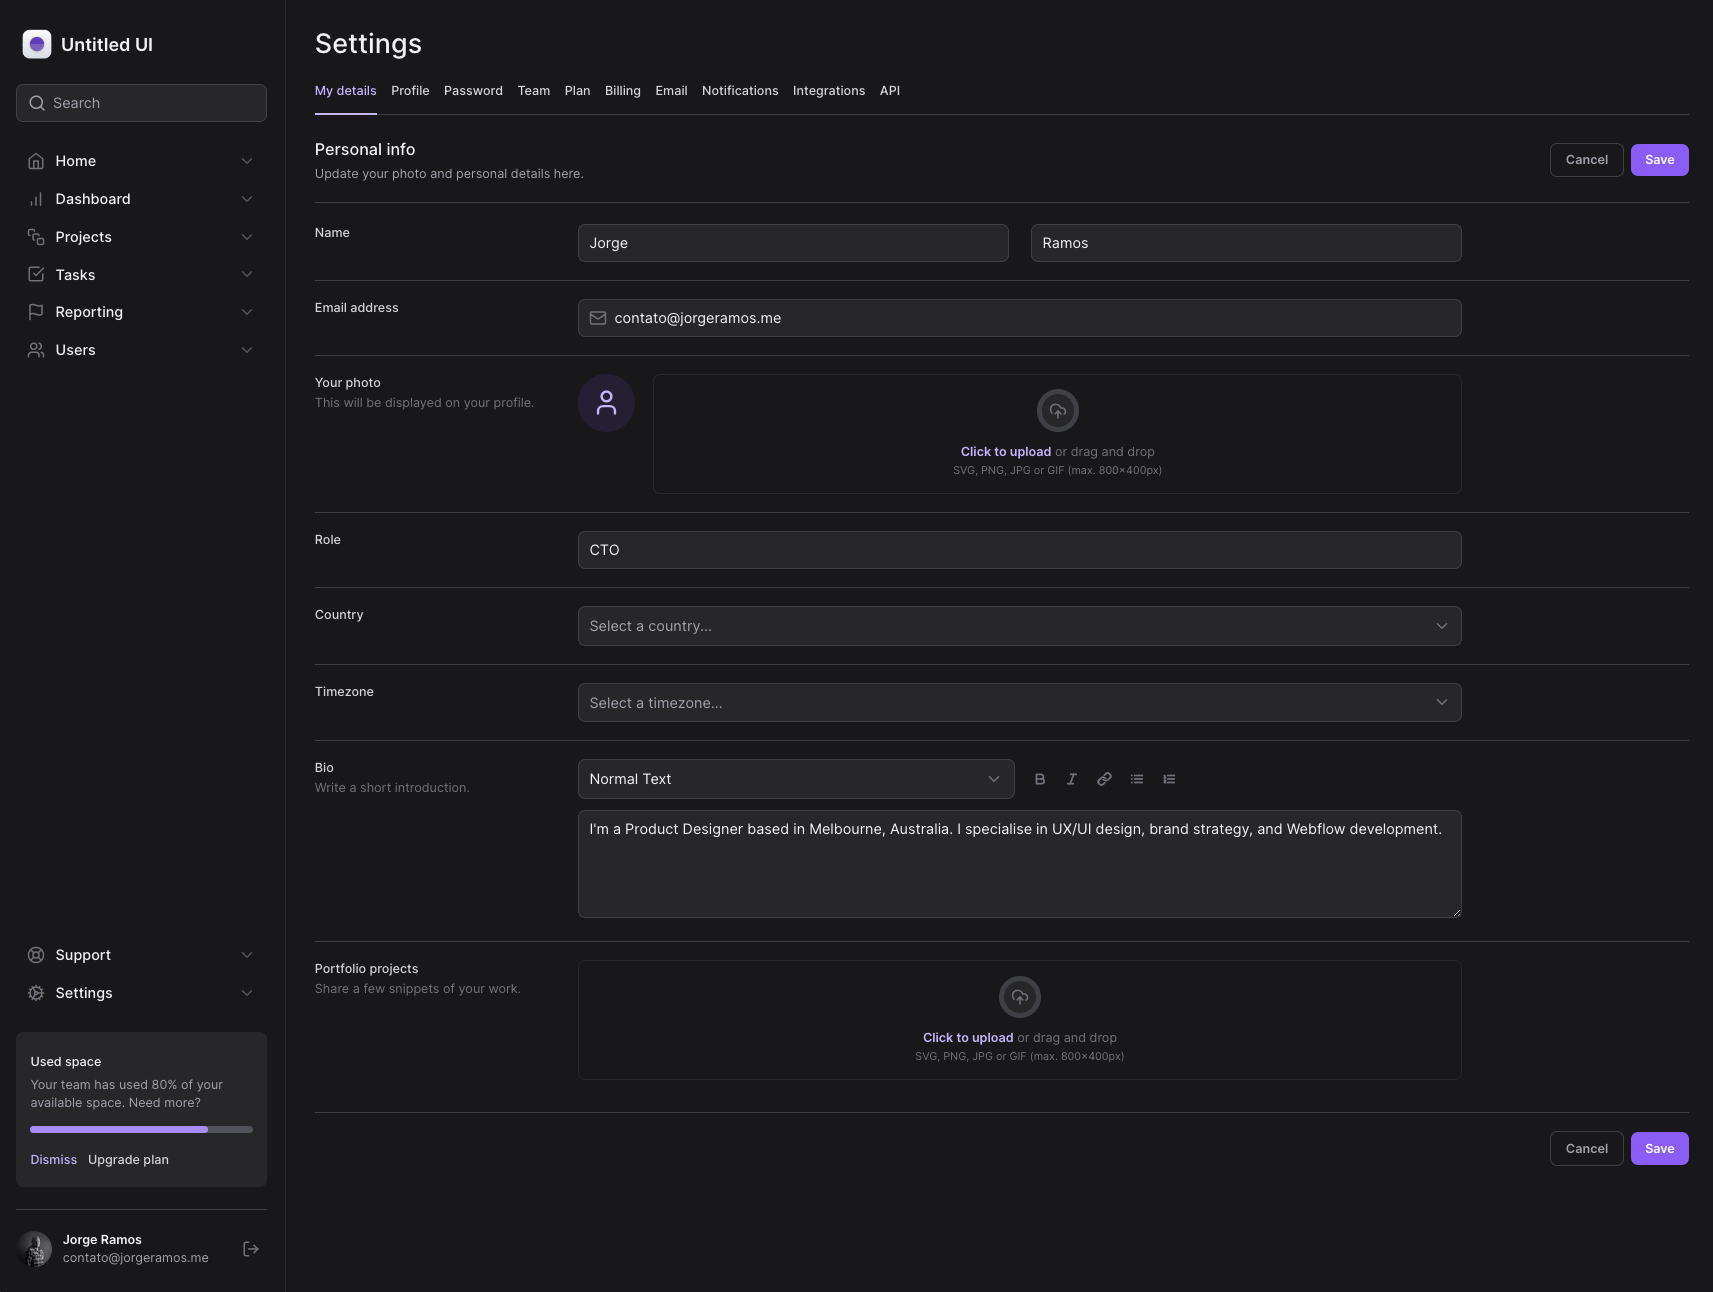 Untitled UI
Search
Home
Dashboard
Projects
Tasks
Reporting
Users
Support
Settings
Used space
Your team has used 80% of your
available space. Need more?
Dismiss Upgrade plan
Jorge Ramos
contato@jorgeramos.me
Settings
My details Profile Password Team Plan Billing Email Notifications Integrations API
Personal info
Update your photo and personal details here.
Cancel Save
Name
Jorge Ramos
Email address
contato@jorgeramos.me
Your photo
This will be displayed on your profile.
Click to upload or drag and drop
SVG, PNG, JPG or GIF (max. 800×400px)
Role
CTO
Country
Select a country...
Timezone
Select a timezone...
Bio
Write a short introduction.
Normal Text
I'm a Product Designer based in Melbourne, Australia. I specialise in UX/UI design, brand strategy, and Webflow development.
Portfolio projects
Share a few snippets of your work.
Click to upload or drag and drop
SVG, PNG, JPG or GIF (max. 800×400px)
Cancel Save